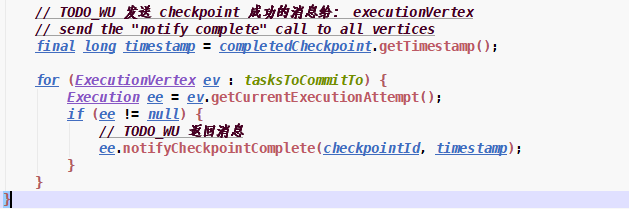 // TODO_WU 发送 checkpoint 成功的消息给: executionVertex
// send the "notify complete" call to all vertices
final long timestamp = completedCheckpoint.getTimestamp();
for (ExecutionVertex ev : tasksToCommitTo) {
Execution ee = ev.getCurrentExecutionAttempt();
if (ee != null) {
// TODO_WU 返回消息
ee.notifyCheckpointComplete(checkpointId, timestamp);
}
}
}